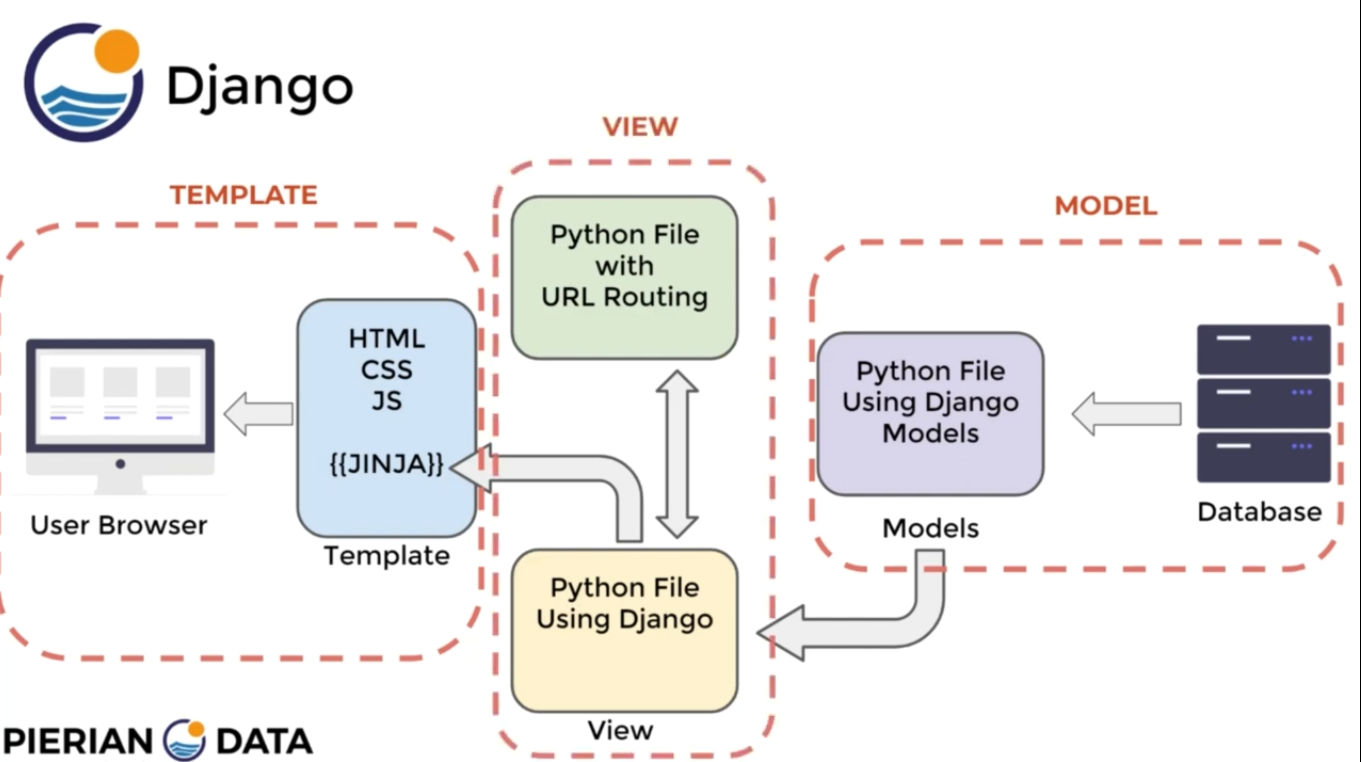 Django
TEMPLATE
VIEW
MODEL
HTML
CSS
JS
{{JINJA}}
Template
User Browser
Python File
with
URL Routing
Python File
Using Django
View
Python File
Using Django
Models
Models
Database
PIERIAN DATA